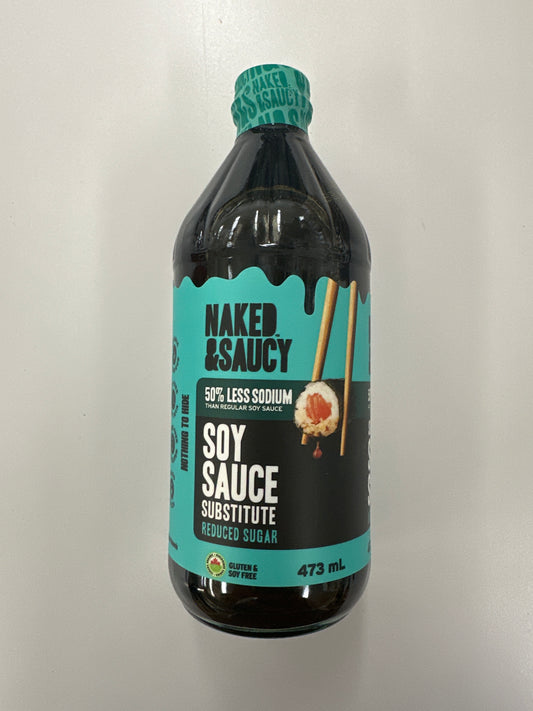 NAKED
&SAUCY
NAKED
&SAUCY
50% LESS SODIUM
THAN REGULAR SOY SAUCE
SOY
SAUCE
SUBSTITUTE
REDUCED SUGAR
GLUTEN &
SOY FREE
473 mL
NOTHING TO HIDE